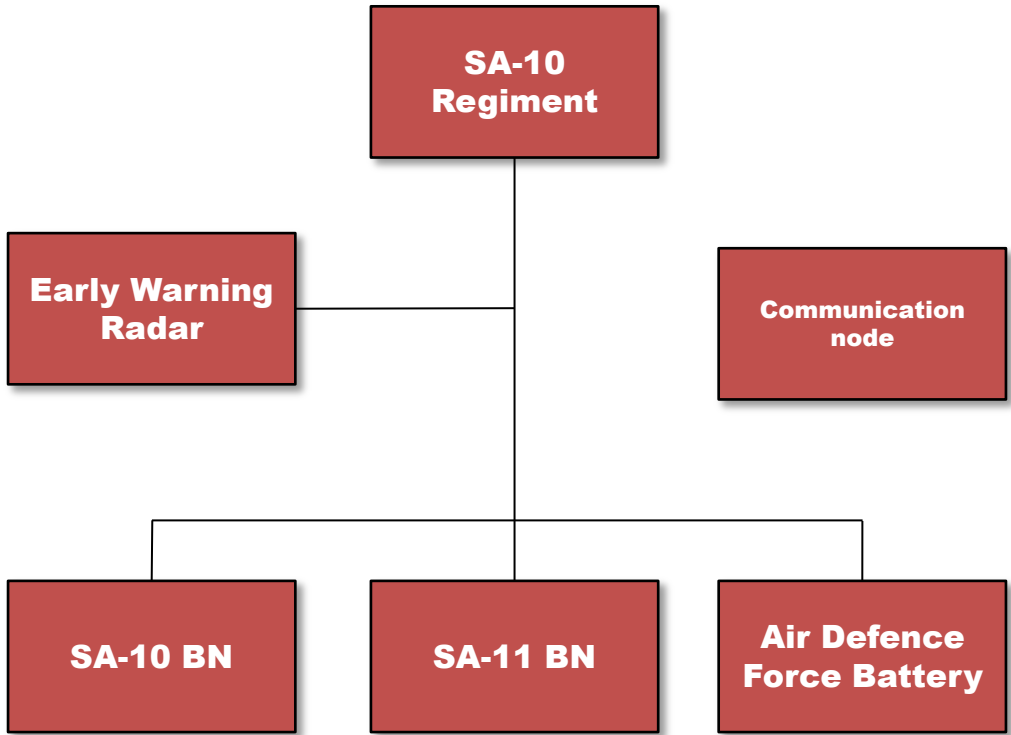 SA-10
Regiment
Early Warning
Radar
Communication
node
SA-10 BN
SA-11 BN
Air Defence
Force Battery